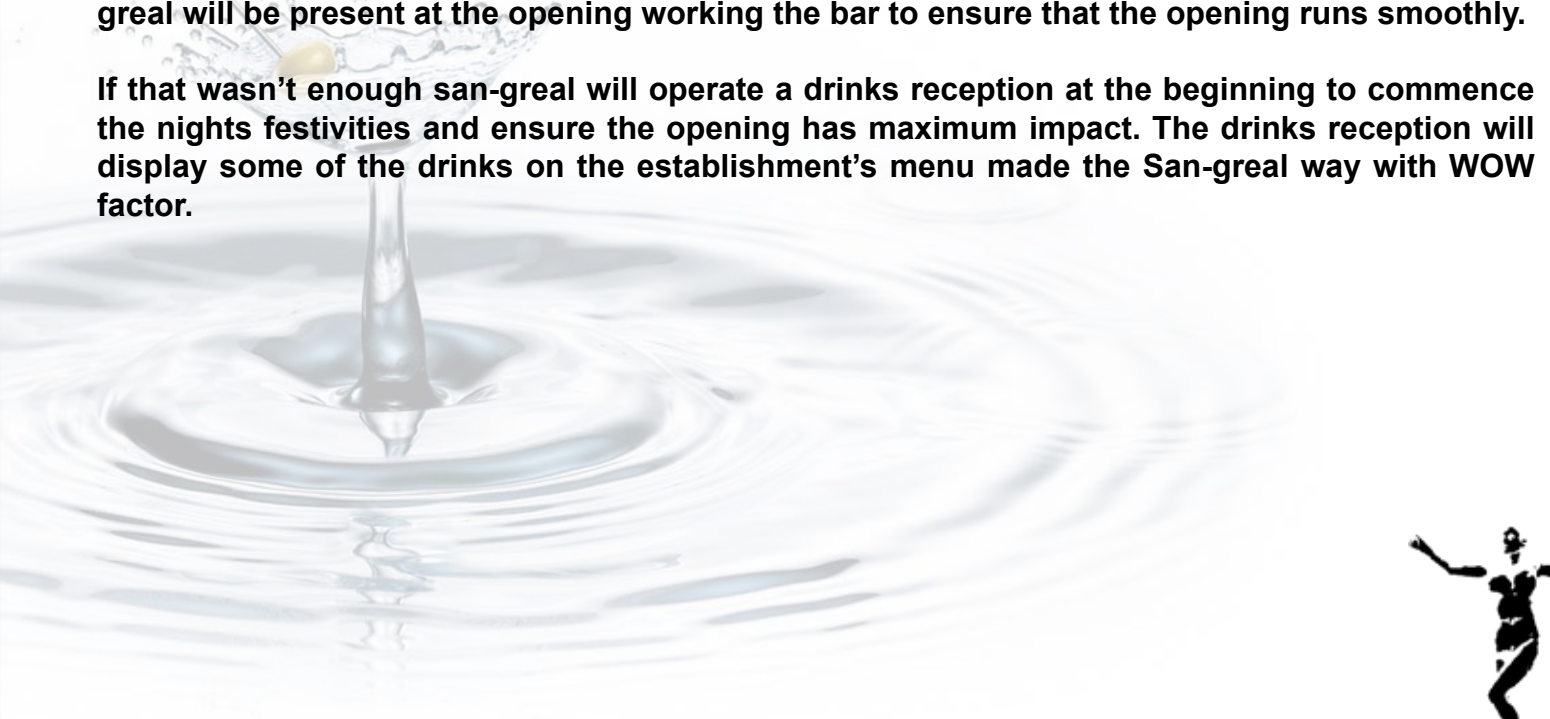 greal will be present at the opening working the bar to ensure that the opening runs smoothly.
If that wasn’t enough san-greal will operate a drinks reception at the beginning to commence
the nights festivities and ensure the opening has maximum impact. The drinks reception will
display some of the drinks on the establishment’s menu made the San-greal way with WOW
factor.